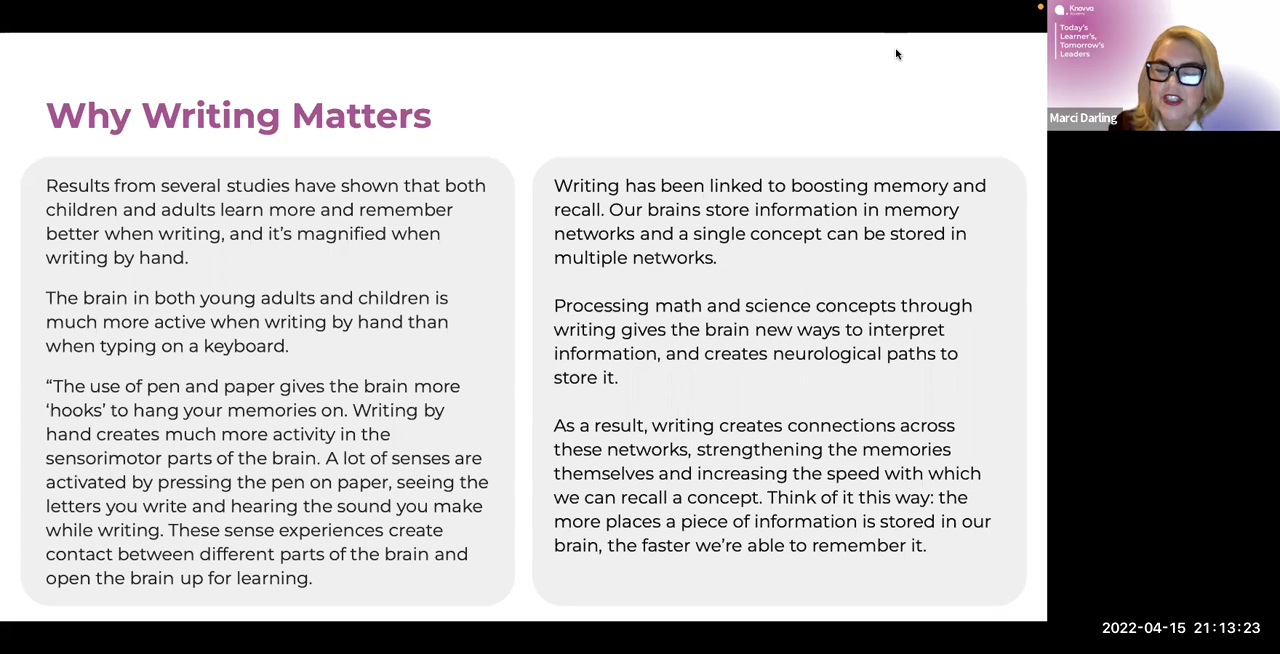 Why Writing Matters
Results from several studies have shown that both
children and adults learn more and remember
better when writing, and it's magnified when
writing by hand.
The brain in both young adults and children is
much more active when writing by hand than
when typing on a keyboard.
“The use of pen and paper gives the brain more
‘hooks’ to hang your memories on. Writing by
hand creates much more activity in the
sensorimotor parts of the brain. A lot of senses are
activated by pressing the pen on paper, seeing the
letters you write and hearing the sound you make
while writing. These sense experiences create
contact between different parts of the brain and
open the brain up for learning.
Writing has been linked to boosting memory and
recall. Our brains store information in memory
networks and a single concept can be stored in
multiple networks.
Processing math and science concepts through
writing gives the brain new ways to interpret
information, and creates neurological paths to
store it.
As a result, writing creates connections across
these networks, strengthening the memories
themselves and increasing the speed with which
we can recall a concept. Think of it this way: the
more places a piece of information is stored in our
brain, the faster we’re able to remember it.
Knovva
Academy
Today's
Learner's,
Tomorrow's
Leaders
Marci Darling
2022-04-15 21:13:23